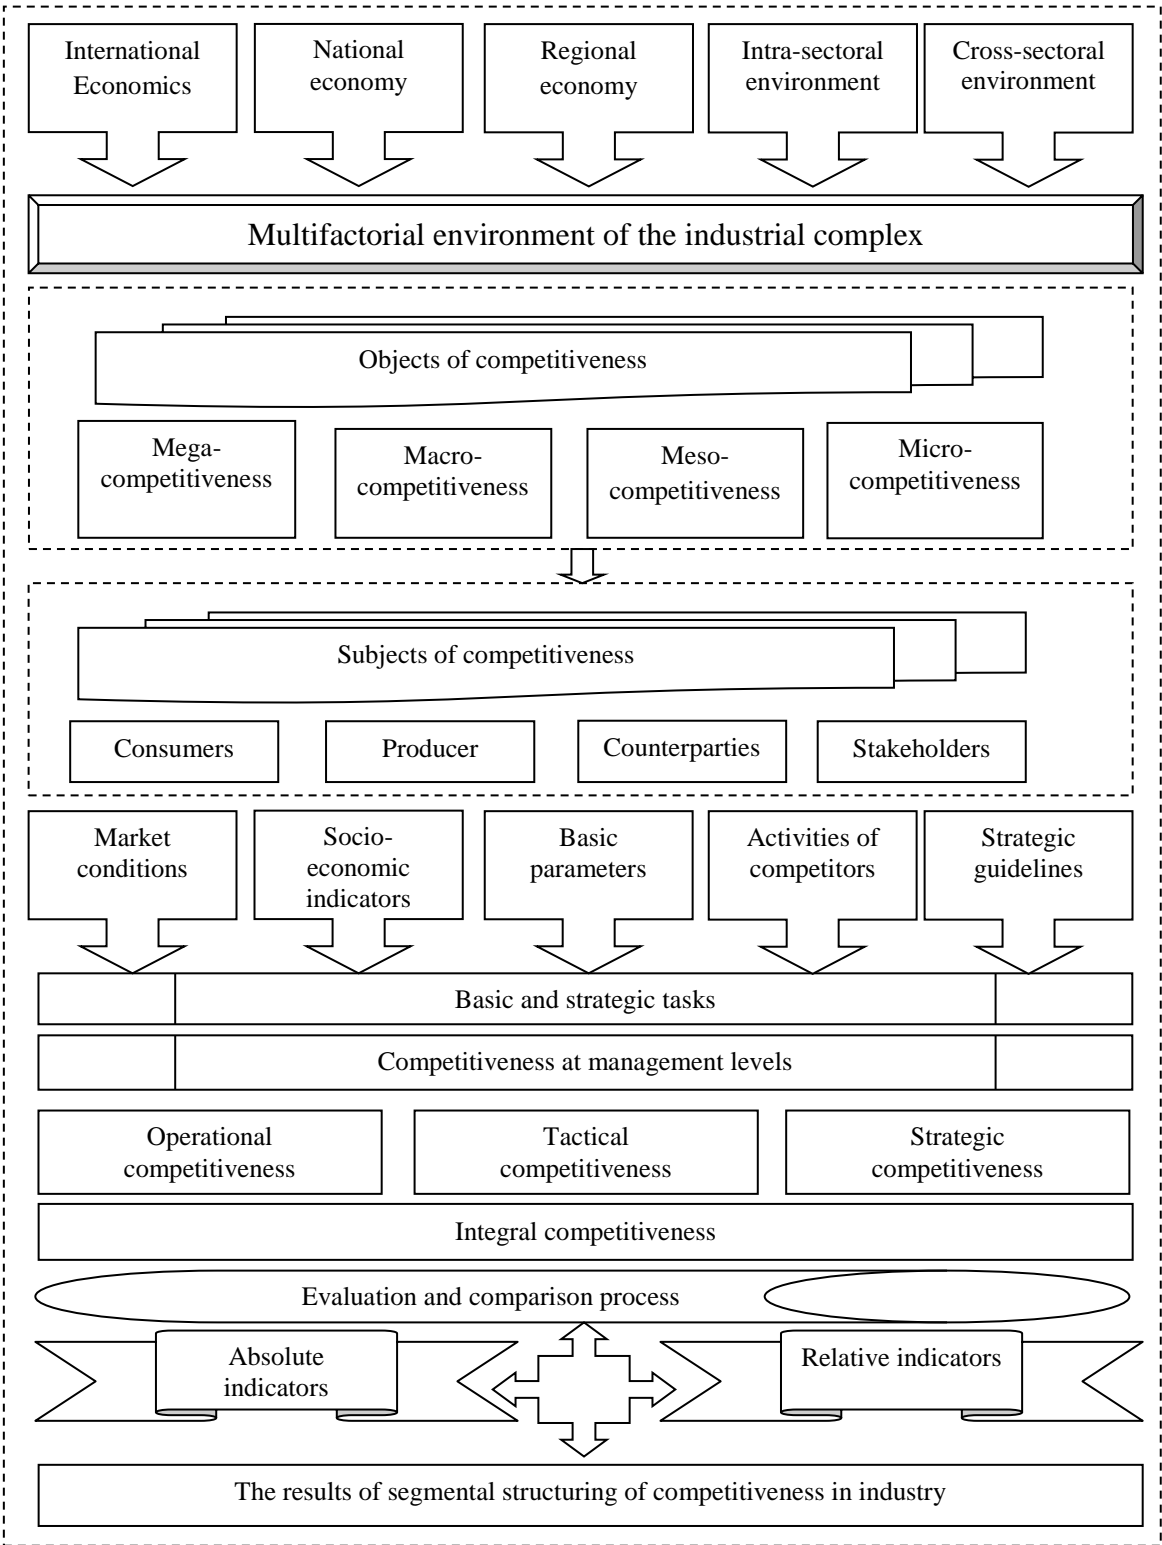 International
Economics
National
economy
Regional
economy
Intra-sectoral
environment
Cross-sectoral
environment
Multifactorial environment of the industrial complex
Objects of competitiveness
Mega-
competitiveness
Macro-
competitiveness
Meso-
competitiveness
Micro-
competitiveness
Subjects of competitiveness
Consumers
Producer
Counterparties
Stakeholders
Market
conditions
Socio-
economic
indicators
Basic
parameters
Activities of
competitors
Strategic
guidelines
Basic and strategic tasks
Competitiveness at management levels
Operational
competitiveness
Tactical
competitiveness
Strategic
competitiveness
Integral competitiveness
Evaluation and comparison process
Absolute
indicators
Relative indicators
The results of segmental structuring of competitiveness in industry